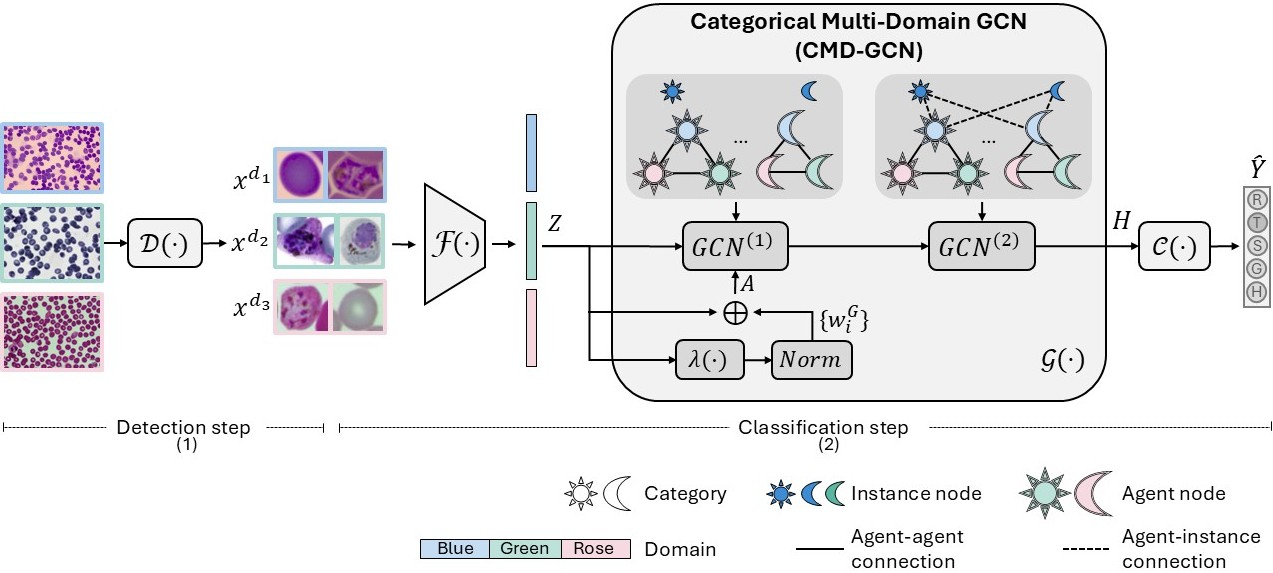 Categorical Multi-Domain GCN
(CMD-GCN)
x^{d_1}
x^{d_2}
x^{d_3}
𝒟(·)
ℱ(·)
Z
...
...
GCN^{(1)}
GCN^{(2)}
H
𝒞(·)
Ŷ
R
T
S
G
H
A
⊕
{w_i^G}
λ(·)
Norm
𝒢(·)
Detection step
(1)
Classification step
(2)
Category
Instance node
Agent node
Blue Green Rose
Domain
Agent-agent
connection
Agent-instance
connection